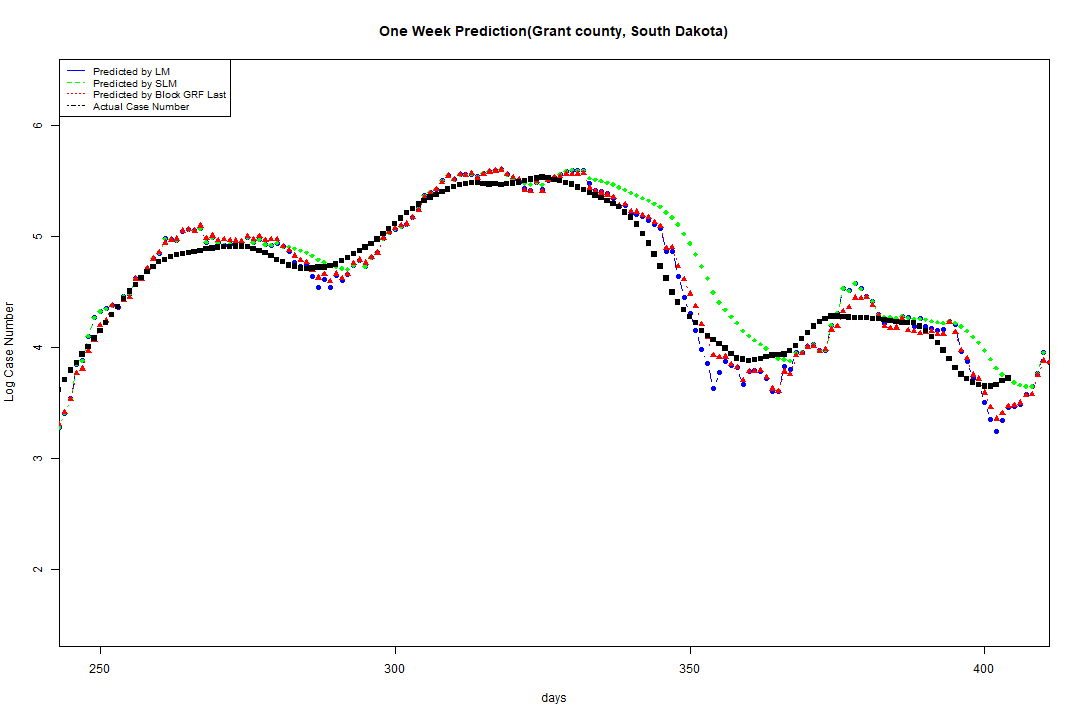 One Week Prediction(Grant county, South Dakota)
Predicted by LM
Predicted by SLM
Predicted by Block GRF Last
Actual Case Number
Log Case Number
6
5
4
3
2
250
300
350
400
days